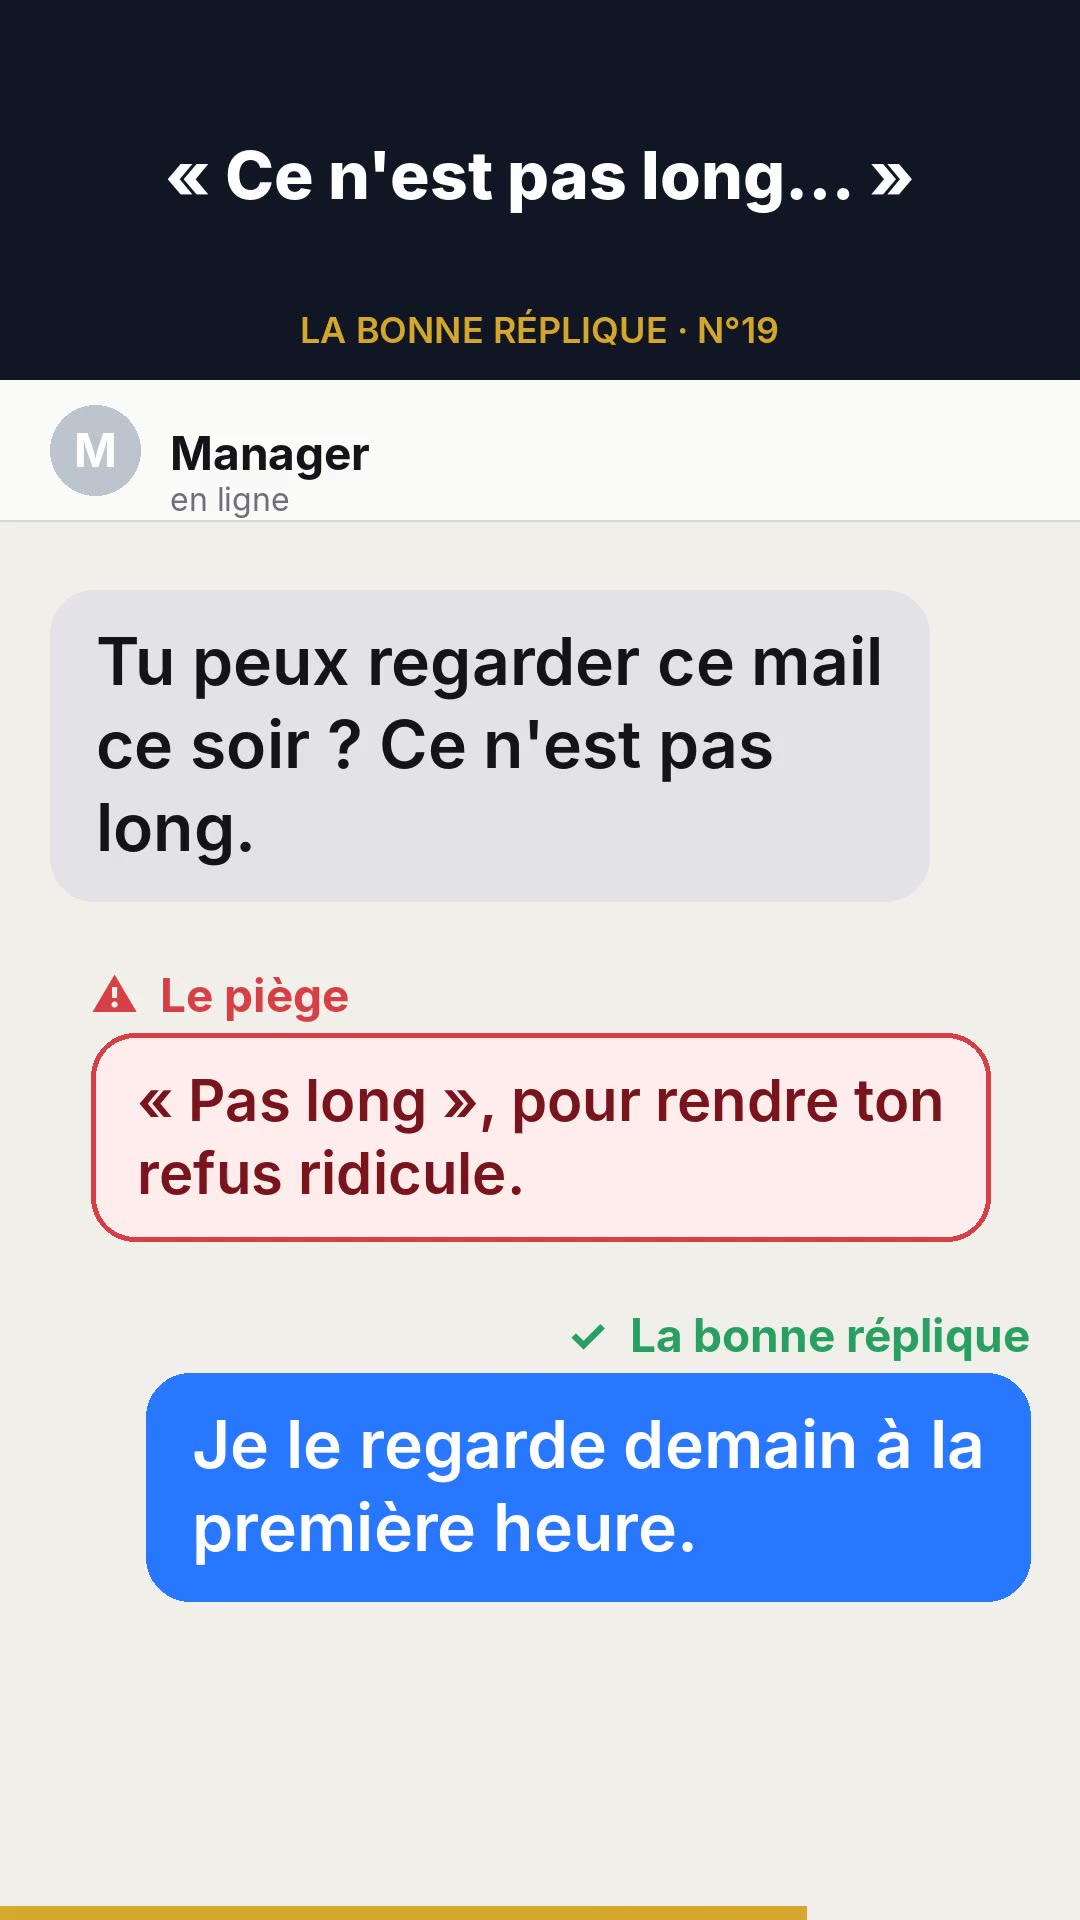 « Ce n'est pas long... »
LA BONNE RÉPLIQUE · N°19
M
Manager
en ligne
Tu peux regarder ce mail
ce soir ? Ce n'est pas
long.
⚠ Le piège
« Pas long », pour rendre ton
refus ridicule.
✓ La bonne réplique
Je le regarde demain à la
première heure.